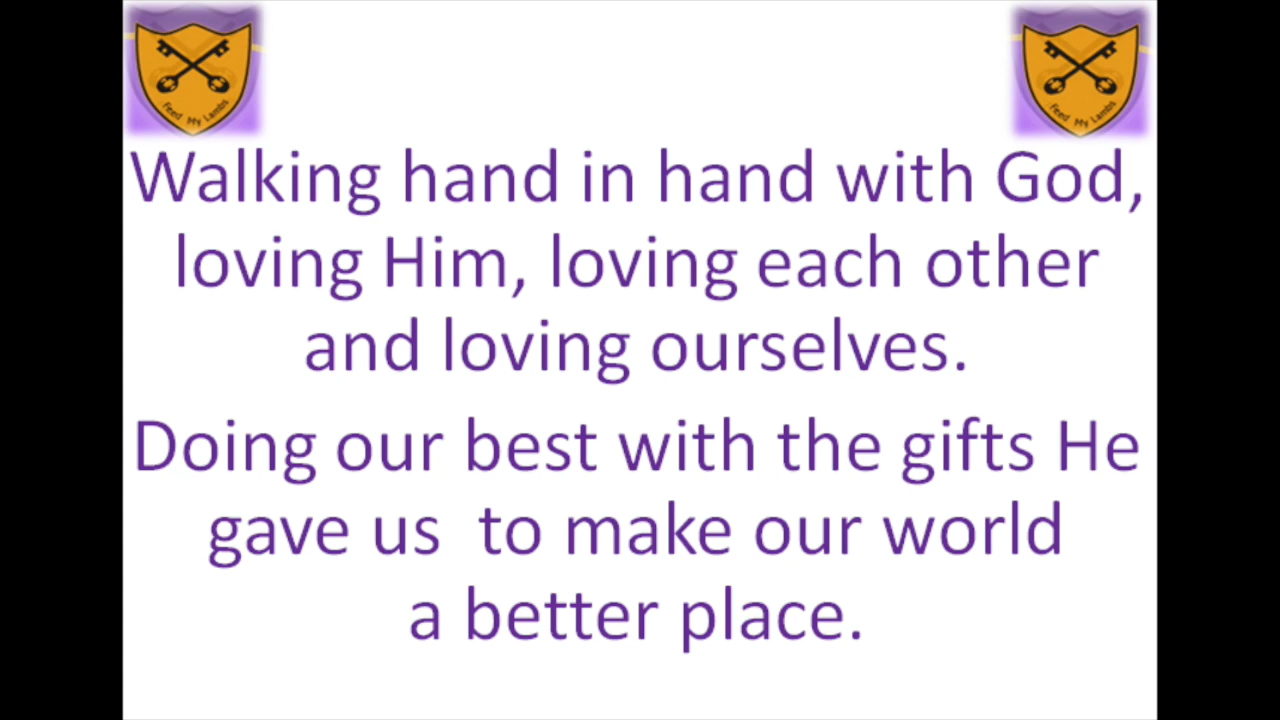 Feed My Lambs
Feed My Lambs
Walking hand in hand with God,
loving Him, loving each other
and loving ourselves.
Doing our best with the gifts He
gave us  to make our world
a better place.